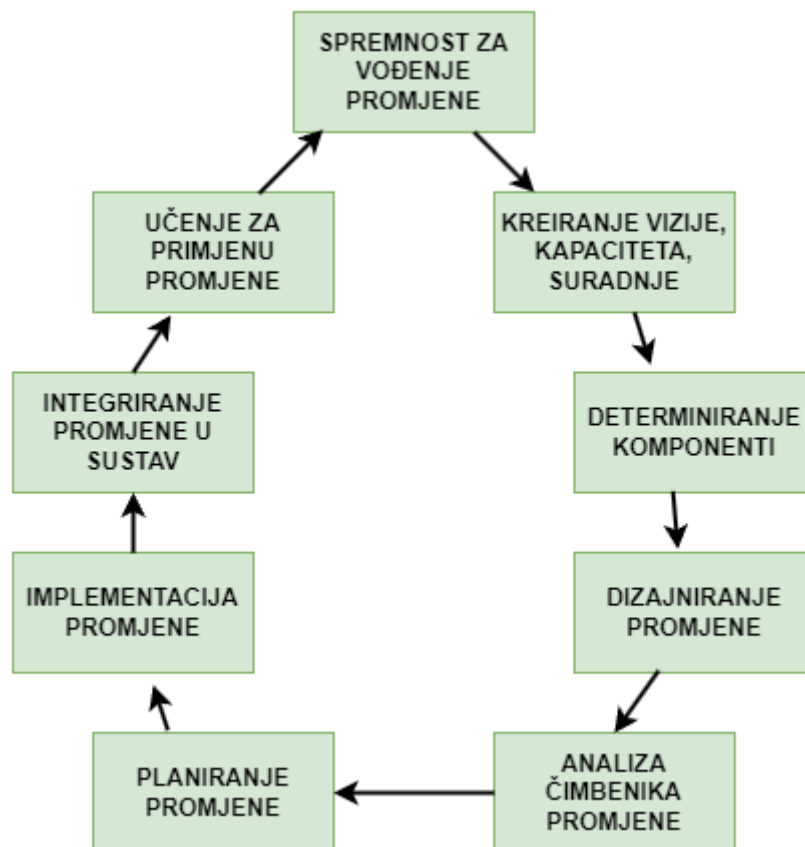 SPREMNOST ZA
VOĐENJE
PROMJENE
KREIRANJE VIZIJE,
KAPACITETA,
SURADNJE
DETERMINIRANJE
KOMPONENTI
DIZAJNIRANJE
PROMJENE
ANALIZA
ČIMBENIKA
PROMJENE
PLANIRANJE
PROMJENE
IMPLEMENTACIJA
PROMJENE
INTEGRIRANJE
PROMJENE U
SUSTAV
UČENJE ZA
PRIMJENU
PROMJENE